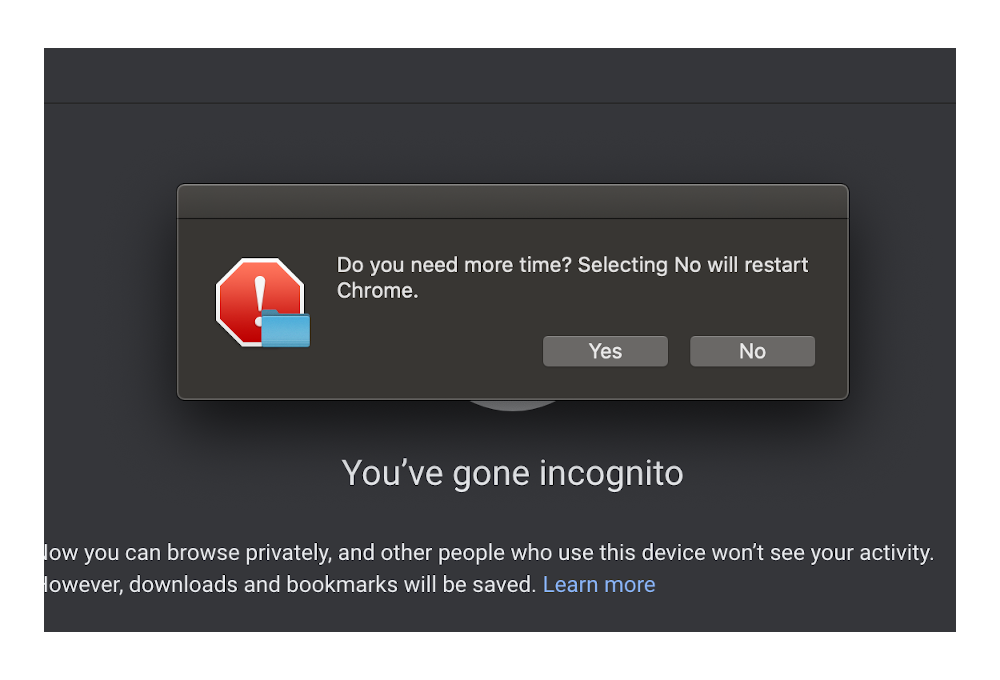 Do you need more time? Selecting No will restart
Chrome.
Yes No
You’ve gone incognito
Now you can browse privately, and other people who use this device won’t see your activity.
However, downloads and bookmarks will be saved. Learn more